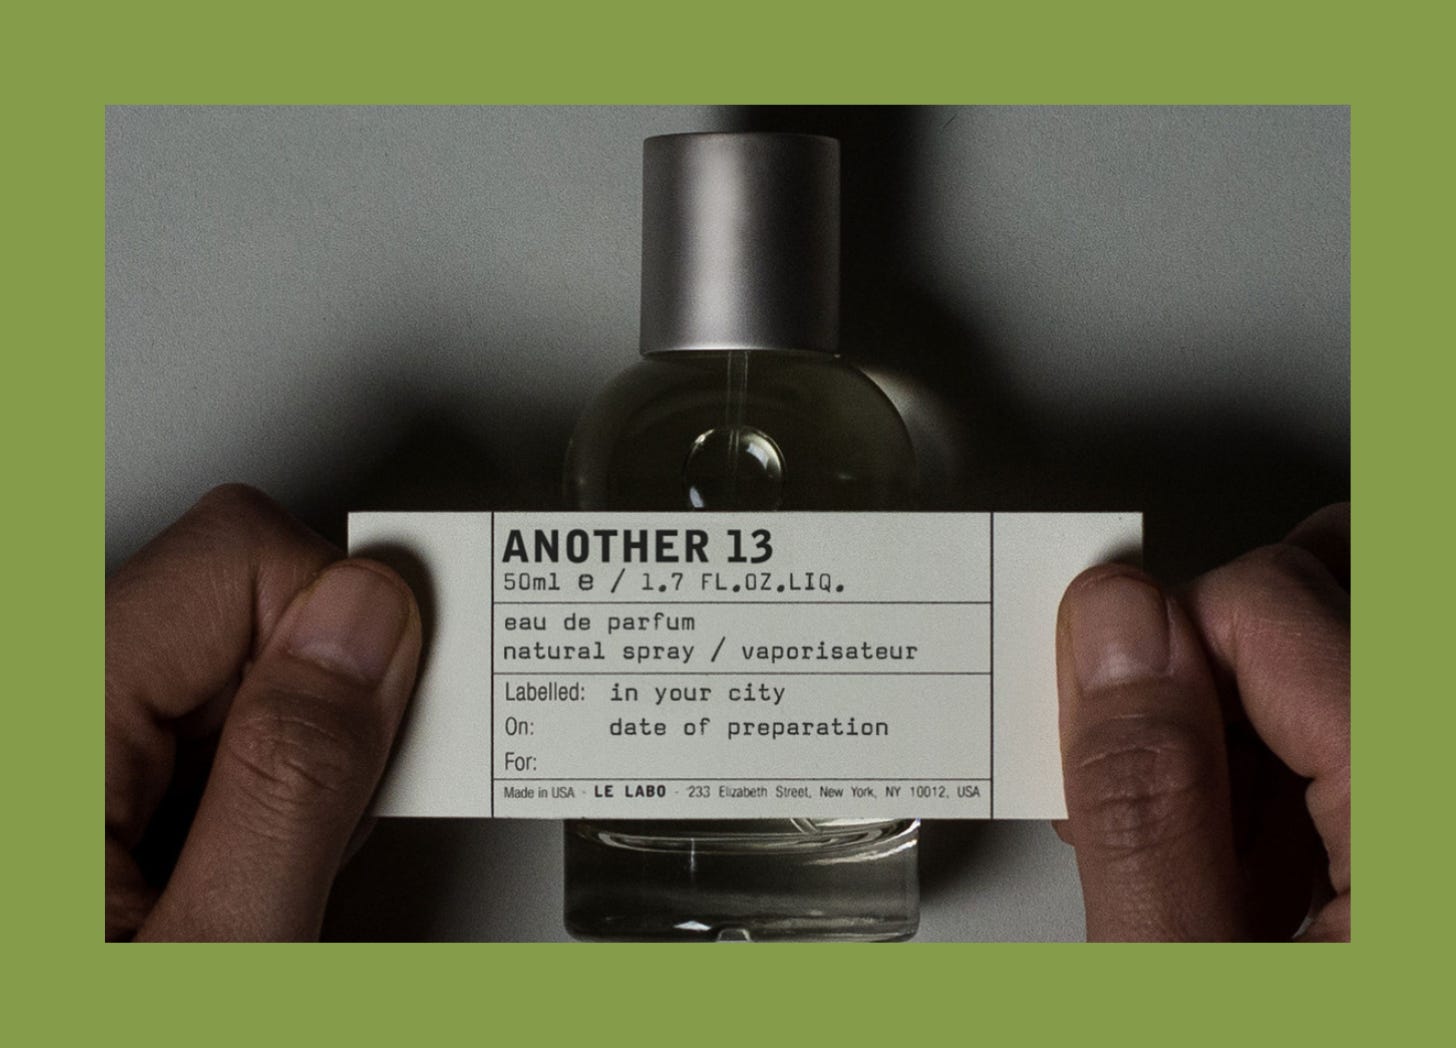 ANOTHER 13
50ml e / 1.7 FL.OZ.LIQ.
eau de parfum
natural spray / vaporisateur
Labelled: in your city
On: date of preparation
For:
Made in USA - LE LABO - 233 Elizabeth Street, New York, NY 10012, USA